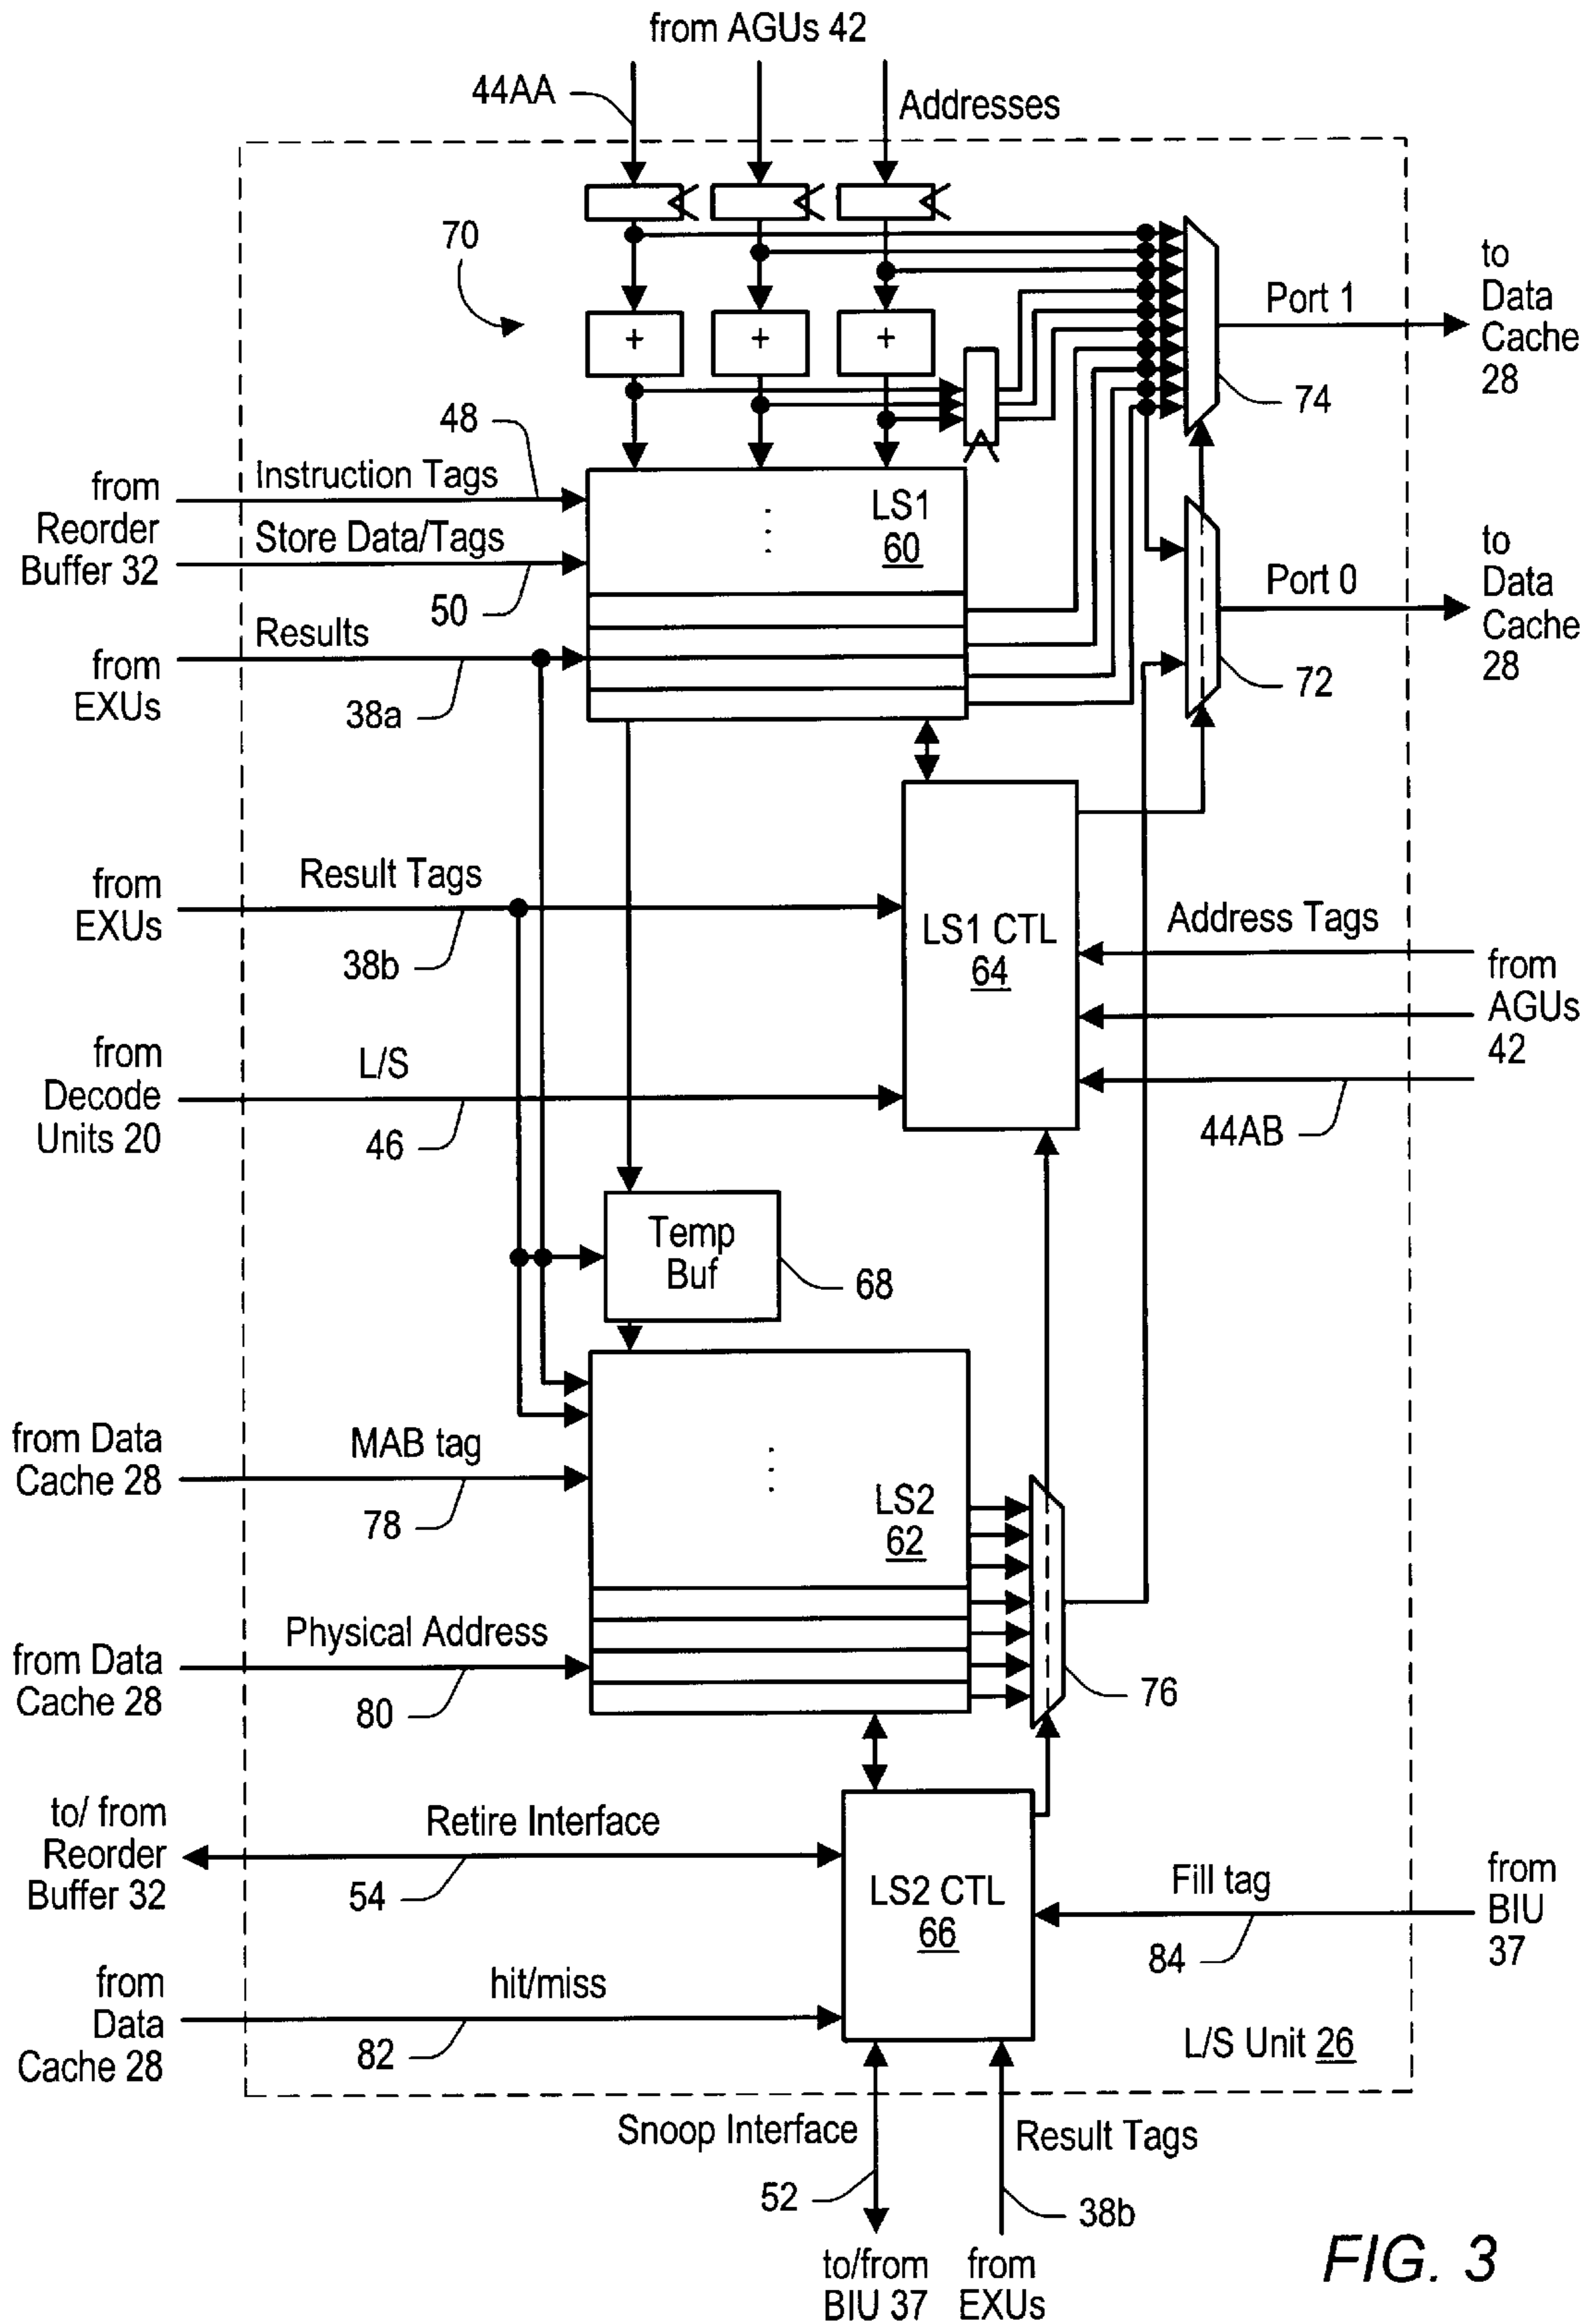 from AGUs 42
44AA
Addresses
70
+
+
+
Port 1
to
Data
Cache
28
74
48
from
Reorder
Buffer 32
Instruction Tags
Store Data/Tags
50
LS1
60
Port 0
to
Data
Cache
28
72
Results
from
EXUs
38a
from
EXUs
Result Tags
38b
LS1 CTL
64
Address Tags
from
AGUs
42
44AB
from
Decode
Units 20
L/S
46
Temp
Buf
68
from Data
Cache 28
MAB tag
78
LS2
62
from Data
Cache 28
Physical Address
80
76
to/ from
Reorder
Buffer 32
Retire Interface
54
LS2 CTL
66
Fill tag
84
from
BIU
37
from
Data
Cache 28
hit/miss
82
L/S Unit 26
Snoop Interface
52
to/from
BIU 37
Result Tags
38b
from
EXUs
FIG. 3